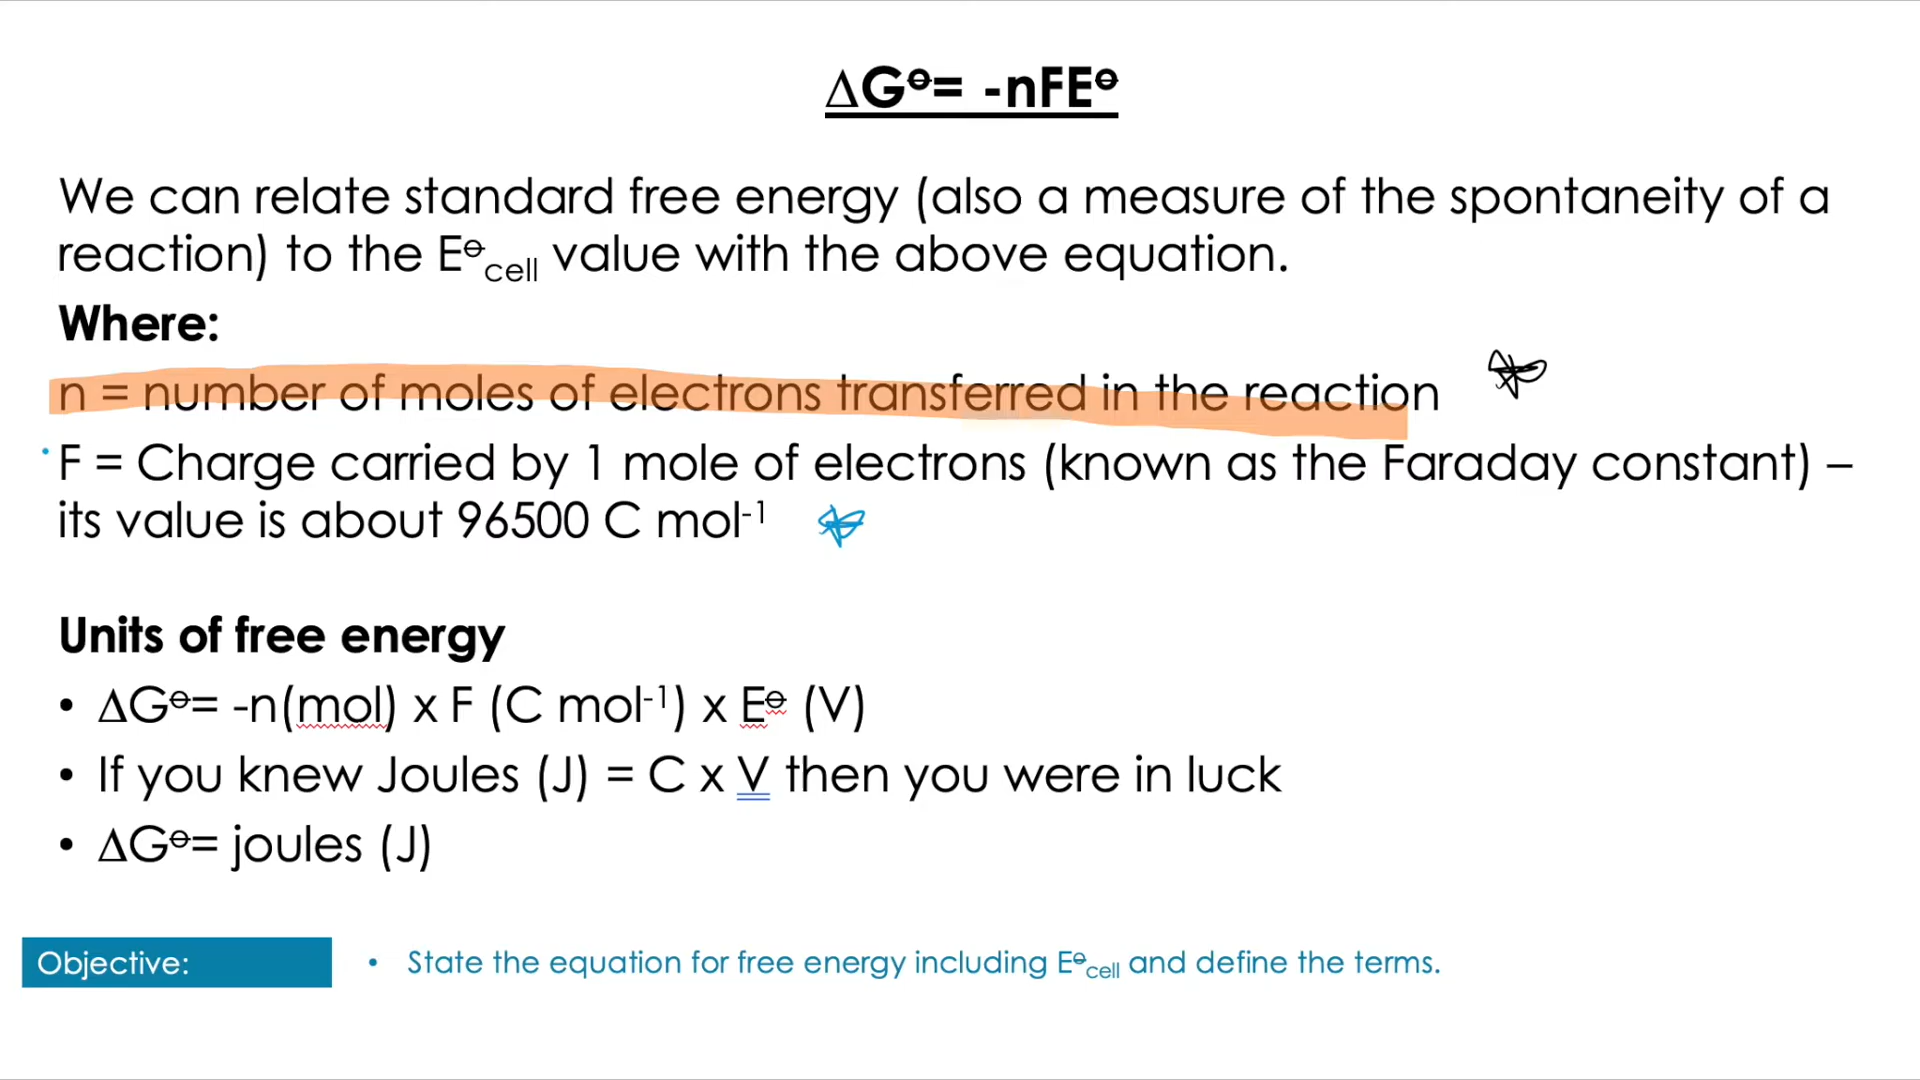 ∆G⦵= -nFE⦵
We can relate standard free energy (also a measure of the spontaneity of a
reaction) to the E⦵cell value with the above equation.
Where:
n = number of moles of electrons transferred in the reaction
F = Charge carried by 1 mole of electrons (known as the Faraday constant) –
its value is about 96500 C mol-1
Units of free energy
• ∆G⦵= -n(mol) x F (C mol-1) x E⦵ (V)
• If you knew Joules (J) = C x V then you were in luck
• ∆G⦵= joules (J)
Objective: • State the equation for free energy including E⦵cell and define the terms.